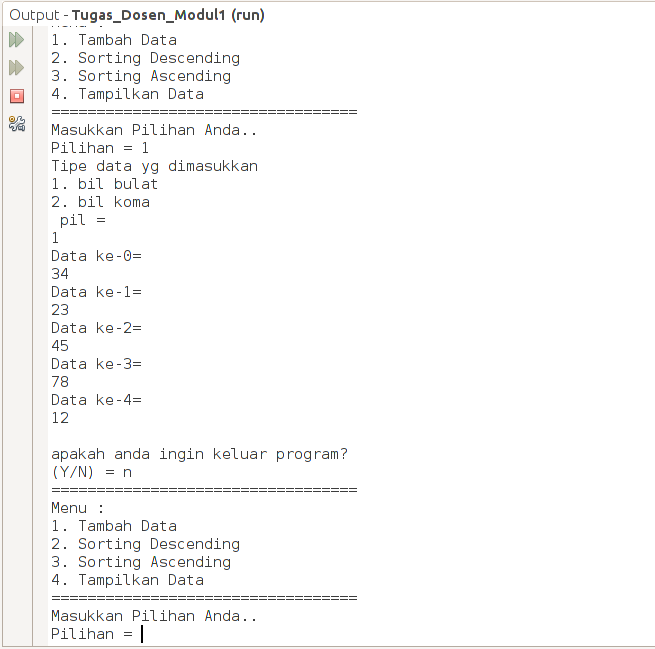 Output - Tugas_Dosen_Modul1 (run)
Menu :
1. Tambah Data
2. Sorting Descending
3. Sorting Ascending
4. Tampilkan Data
==================================
Masukkan Pilihan Anda..
Pilihan = 1
Tipe data yg dimasukkan
1. bil bulat
2. bil koma
 pil =
1
Data ke-0=
34
Data ke-1=
23
Data ke-2=
45
Data ke-3=
78
Data ke-4=
12
apakah anda ingin keluar program?
(Y/N) = n
==================================
Menu :
1. Tambah Data
2. Sorting Descending
3. Sorting Ascending
4. Tampilkan Data
==================================
Masukkan Pilihan Anda..
Pilihan =